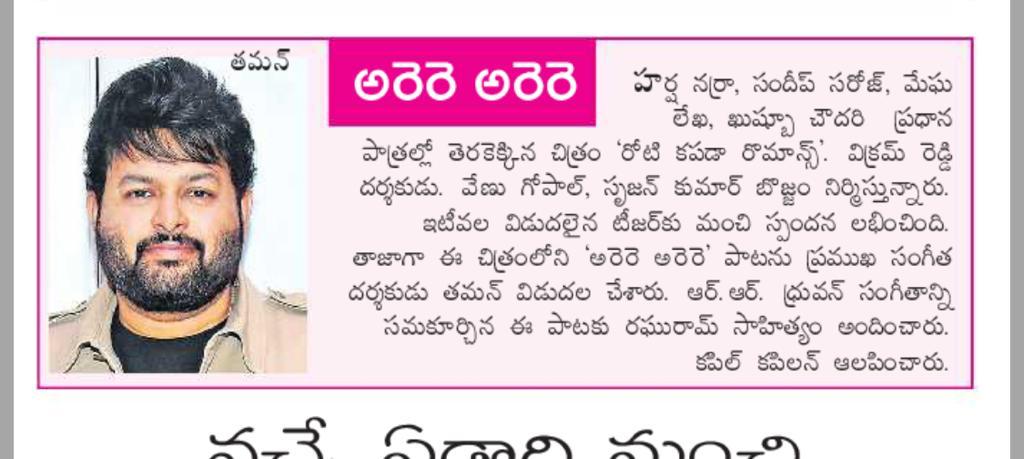 తమన్
అరెరె అరెరె
హర్ష నర్రా, సందీప్ సరోజ్, మేఘ
లేఖ, ఖుష్బూ చౌదరి ప్రధాన
పాత్రల్లో తెరకెక్కిన చిత్రం ‘రోటి కపడా రొమాన్స్’. విక్రమ్ రెడ్డి
దర్శకుడు. వేణు గోపాల్, సృజన్ కుమార్ బొజ్జం నిర్మిస్తున్నారు.
ఇటీవల విడుదలైన టీజర్‌కు మంచి స్పందన లభించింది.
తాజాగా ఈ చిత్రంలోని ‘అరెరె అరెరె’ పాటను ప్రముఖ సంగీత
దర్శకుడు తమన్ విడుదల చేశారు. ఆర్.ఆర్. ధ్రువన్ సంగీతాన్ని
సమకూర్చిన ఈ పాటకు రఘురామ్ సాహిత్యం అందించారు.
కపిల్ కపిలన్ ఆలపించారు.
వచ్చే ఏడాది మంచి